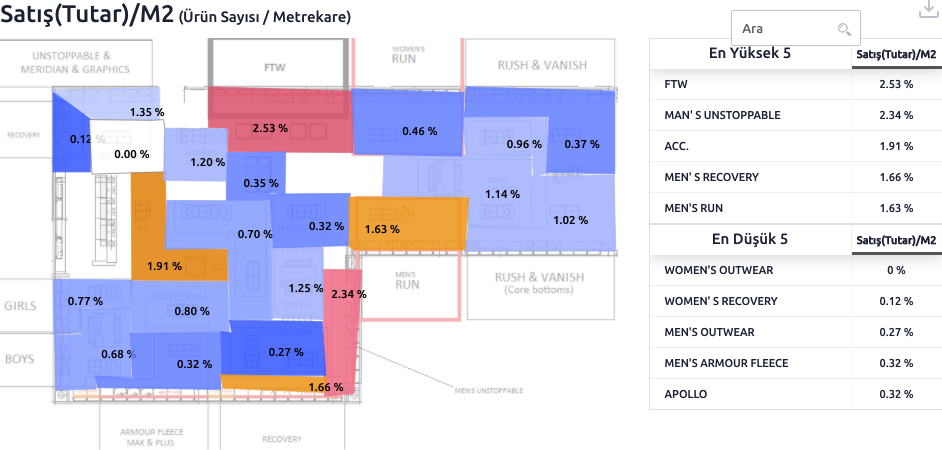 Satış(Tutar)/M2 (Ürün Sayısı / Metrekare)
Ara
UNSTOPPABLE &
MERIDIAN & GRAPHICS
FTW
WOMEN'S
RUN
RUSH & VANISH
RECOVERY
1.35 %
0.12 %
0.00 %
1.20 %
2.53 %
0.46 %
0.96 %
0.37 %
0.35 %
1.14 %
1.02 %
0.70 %
0.32 %
1.63 %
1.91 %
1.25 %
2.34 %
MEN'S
RUN
RUSH & VANISH
(Core bottoms)
GIRLS
0.77 %
BASKETBALL
0.80 %
BOYS
0.68 %
0.32 %
0.27 %
1.66 %
MEN'S UNSTOPPABLE
ARMOUR FLEECE
MAX & PLUS
RECOVERY
En Yüksek 5 Satış(Tutar)/M2
FTW 2.53 %
MAN' S UNSTOPPABLE 2.34 %
ACC. 1.91 %
MEN' S RECOVERY 1.66 %
MEN'S RUN 1.63 %
En Düşük 5 Satış(Tutar)/M2
WOMEN'S OUTWEAR 0 %
WOMEN' S RECOVERY 0.12 %
MEN'S OUTWEAR 0.27 %
MEN'S ARMOUR FLEECE 0.32 %
APOLLO 0.32 %